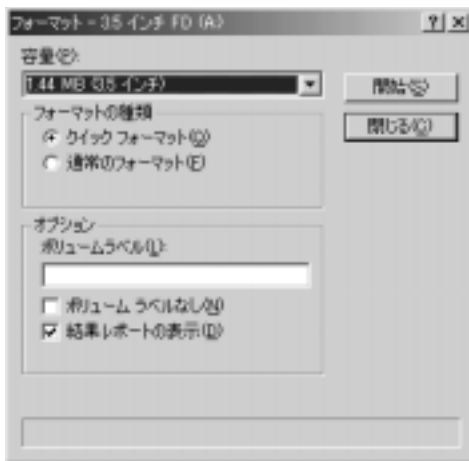 フォーマット - 3.5 インチ FD (A:)
容量(P):
1.44 MB (3.5 インチ)
開始(S)
閉じる(C)
フォーマットの種類
クイック フォーマット(Q)
通常のフォーマット(F)
オプション
ボリュームラベル(L):
ボリューム ラベルなし(N)
結果レポートの表示(D)